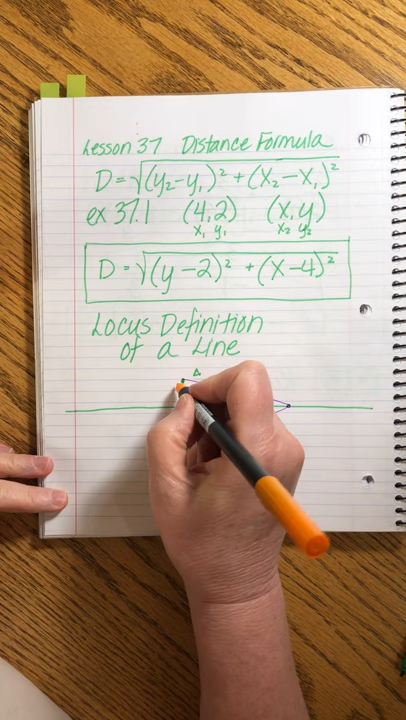 Lesson 37 Distance Formula
D=√(y₂-y₁)²+(x₂-x₁)²
ex 37.1 (4,2) (x,y)
x₁ y₁ x₂ y₂
D=√(y-2)²+(x-4)²
Locus Definition
of a Line